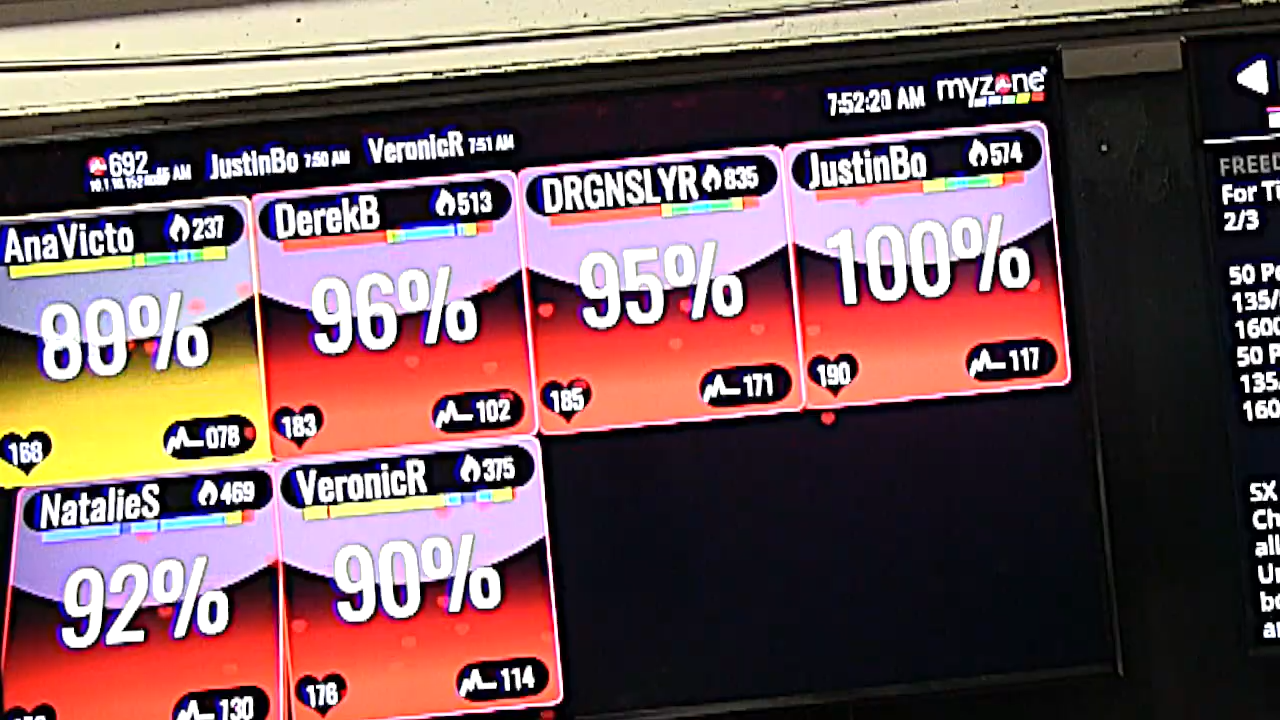 692
JustinBo 7:50 AM
VeronicR 7:51 AM
7:52:20 AM
myzone
AnaVicto 237
168
078
DerekB 513
96%
183
102
DRGNSLYR 835
95%
185
171
JustinBo 574
100%
190
117
NatalieS 469
92%
130
VeronicR 375
90%
176
114
FREED
For Ti
2/3
50 P
135/
1600
50 P
135
160
5X
Ch
all
U
b
a